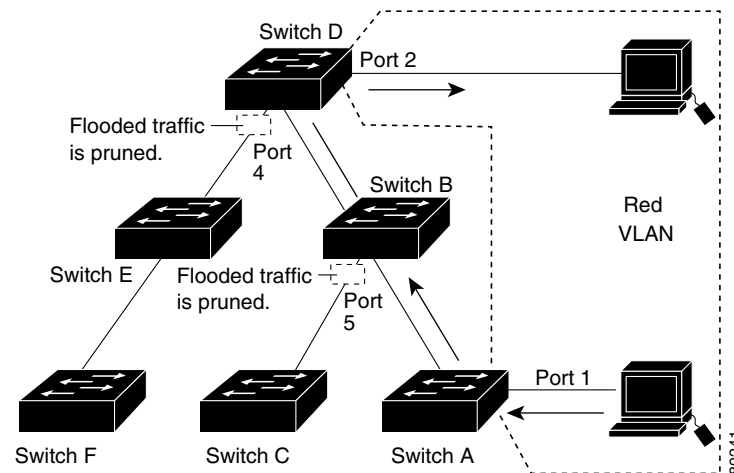 Switch D
Port 2
Flooded traffic
is pruned.
Port
4
Switch B
Red
VLAN
Switch E
Flooded traffic
is pruned.
Port
5
Port 1
Switch F
Switch C
Switch A